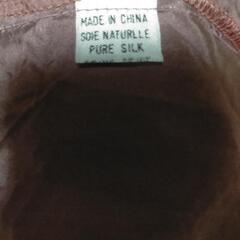 MADE IN CHINA
SOIE NATURLLE
PURE SILK